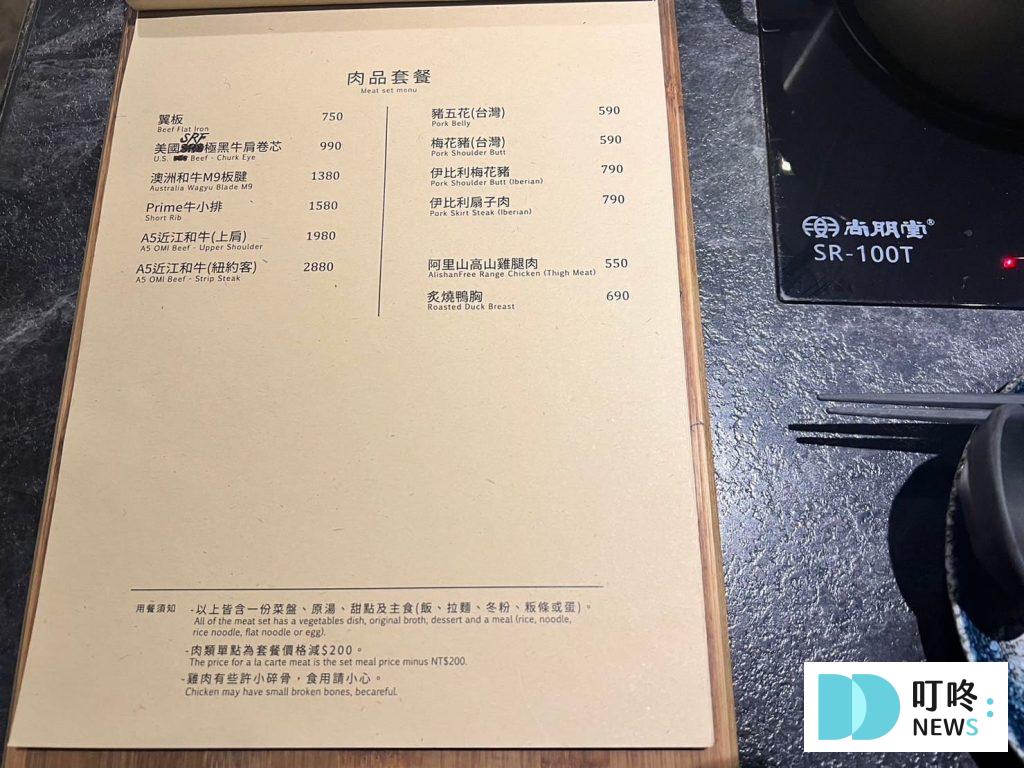 肉品套餐
Meat set menu
翼板 750
Beef Flat Iron
SRF
美國極黑牛肩卷芯 990
U.S. Beef - Churk Eye
澳洲和牛M9板腱 1380
Australia Wagyu Blade M9
Prime牛小排 1580
Short Rib
A5近江和牛(上肩) 1980
A5 OMI Beef - Upper Shoulder
A5近江和牛(紐約客) 2880
A5 OMI Beef - Strip Steak
豬五花(台灣) 590
Pork Belly
梅花豬(台灣) 590
Pork Shoulder Butt
伊比利梅花豬 790
Pork Shoulder Butt (Iberian)
伊比利扇子肉 790
Pork Skirt Steak (Iberian)
阿里山高山雞腿肉 550
AlishanFree Range Chicken (Thigh Meat)
炙燒鴨胸 690
Roasted Duck Breast
用餐須知 -以上皆含一份菜盤、原湯、甜點及主食(飯、拉麵、冬粉、粄條或蛋)。
All of the meat set has a vegetables dish, original broth, dessert and a meal (rice, noodle,
rice noodle, flat noodle or egg).
-肉類單點為套餐價格減$200。
The price for a la carte meat is the set meal price minus NT$200.
-雞肉有些許小碎骨，食用請小心。
Chicken may have small broken bones, becareful.
尚朋堂®
SR-100T
叮咚
NEWS